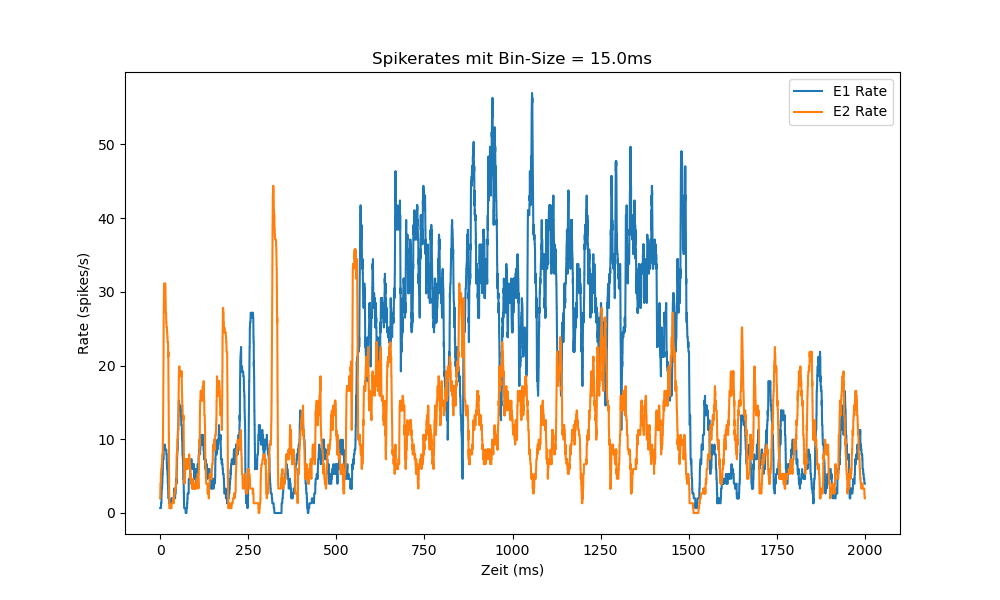 Spikerates mit Bin-Size = 15.0ms
E1 Rate
E2 Rate
50
40
30
20
10
0
Rate (spikes/s)
0 250 500 750 1000 1250 1500 1750 2000
Zeit (ms)